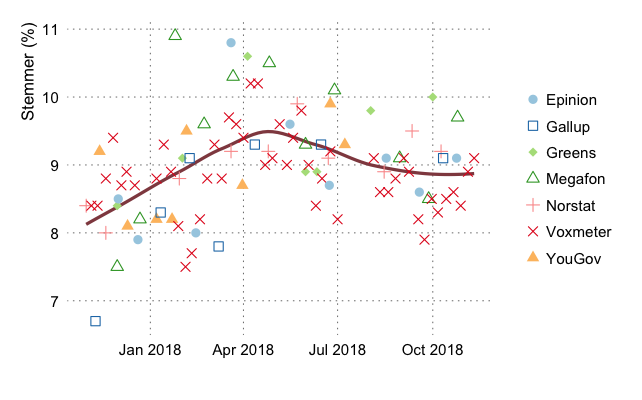 Stemmer (%)
11
10
9
8
7
Jan 2018
Apr 2018
Jul 2018
Oct 2018
Epinion
Gallup
Greens
Megafon
Norstat
Voxmeter
YouGov